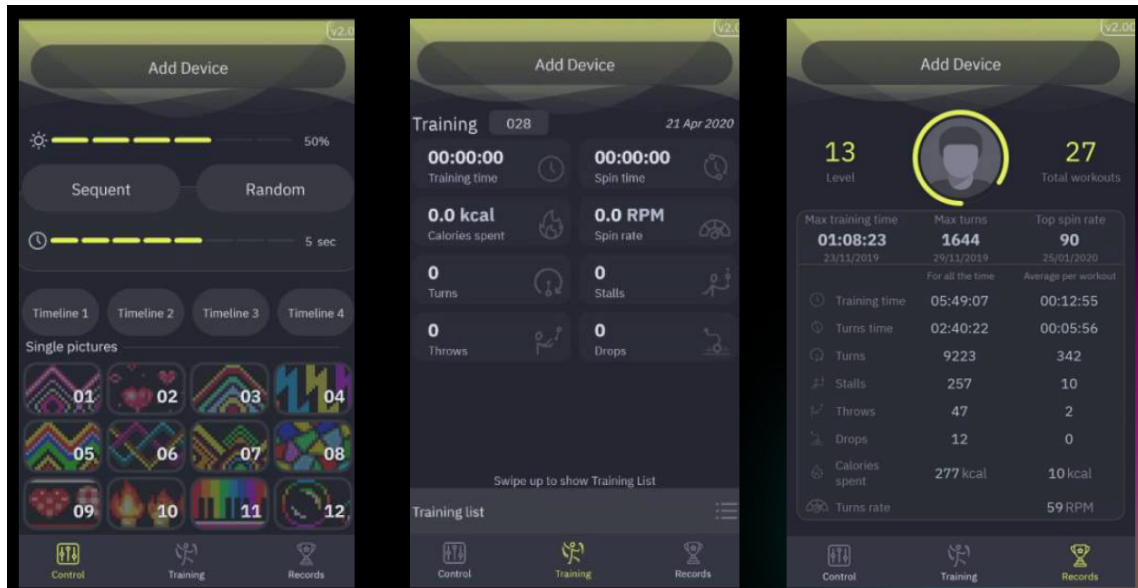 v2.0
Add Device
50%
Sequent
Random
5 sec
Timeline 1
Timeline 2
Timeline 3
Timeline 4
Single pictures
01
02
03
04
05
06
07
08
09
10
11
12
Control
Training
Records
v2.0
Add Device
Training 028 21 Apr 2020
00:00:00
Training time
00:00:00
Spin time
0.0 kcal
Calories spent
0.0 RPM
Spin rate
0
Turns
0
Stalls
0
Throws
0
Drops
Swipe up to show Training List
Training list
Control
Training
Records
v2.00
Add Device
13
Level
27
Total workouts
Max training time Max turns Top spin rate
01:08:23 1644 90
23/11/2019 29/11/2019 25/01/2020
For all the time Average per workout
Training time 05:49:07 00:12:55
Turns time 02:40:22 00:05:56
Turns 9223 342
Stalls 257 10
Throws 47 2
Drops 12 0
Calories
spent 277 kcal 10 kcal
Turns rate 59 RPM
Control
Training
Records